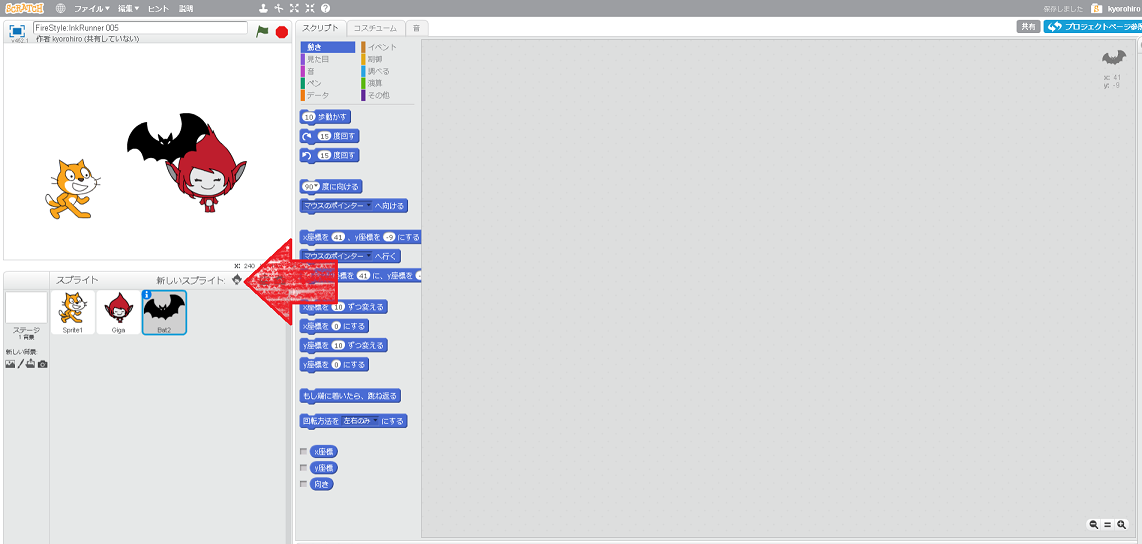 SCRATCH ファイル▼ 編集▼ ヒント 説明 保存しました kyorohiro
FireStyle:InkRunner 005
作者 kyorohiro (共有していない)
スクリプト コスチューム 音
共有 プロジェクトページ参照
動き イベント
見た目 制御
音 調べる
ペン 演算
データ その他
x: 41
y: -9
10 歩動かす
15 度回す
15 度回す
90▼ 度に向ける
マウスのポインター▼ へ向ける
x座標を 41 、y座標を -9 にする
マウスのポインター▼ へ行く
標を 41 に、y座標を
10 ずつ変える
x座標を 0 にする
y座標を 10 ずつ変える
y座標を 0 にする
もし端に着いたら、跳ね返る
回転方法を 左右のみ▼ にする
x座標
y座標
向き
x: 240
スプライト 新しいスプライト:
Sprite1 Giga Bat2
ステージ
1 背景
新しい背景: